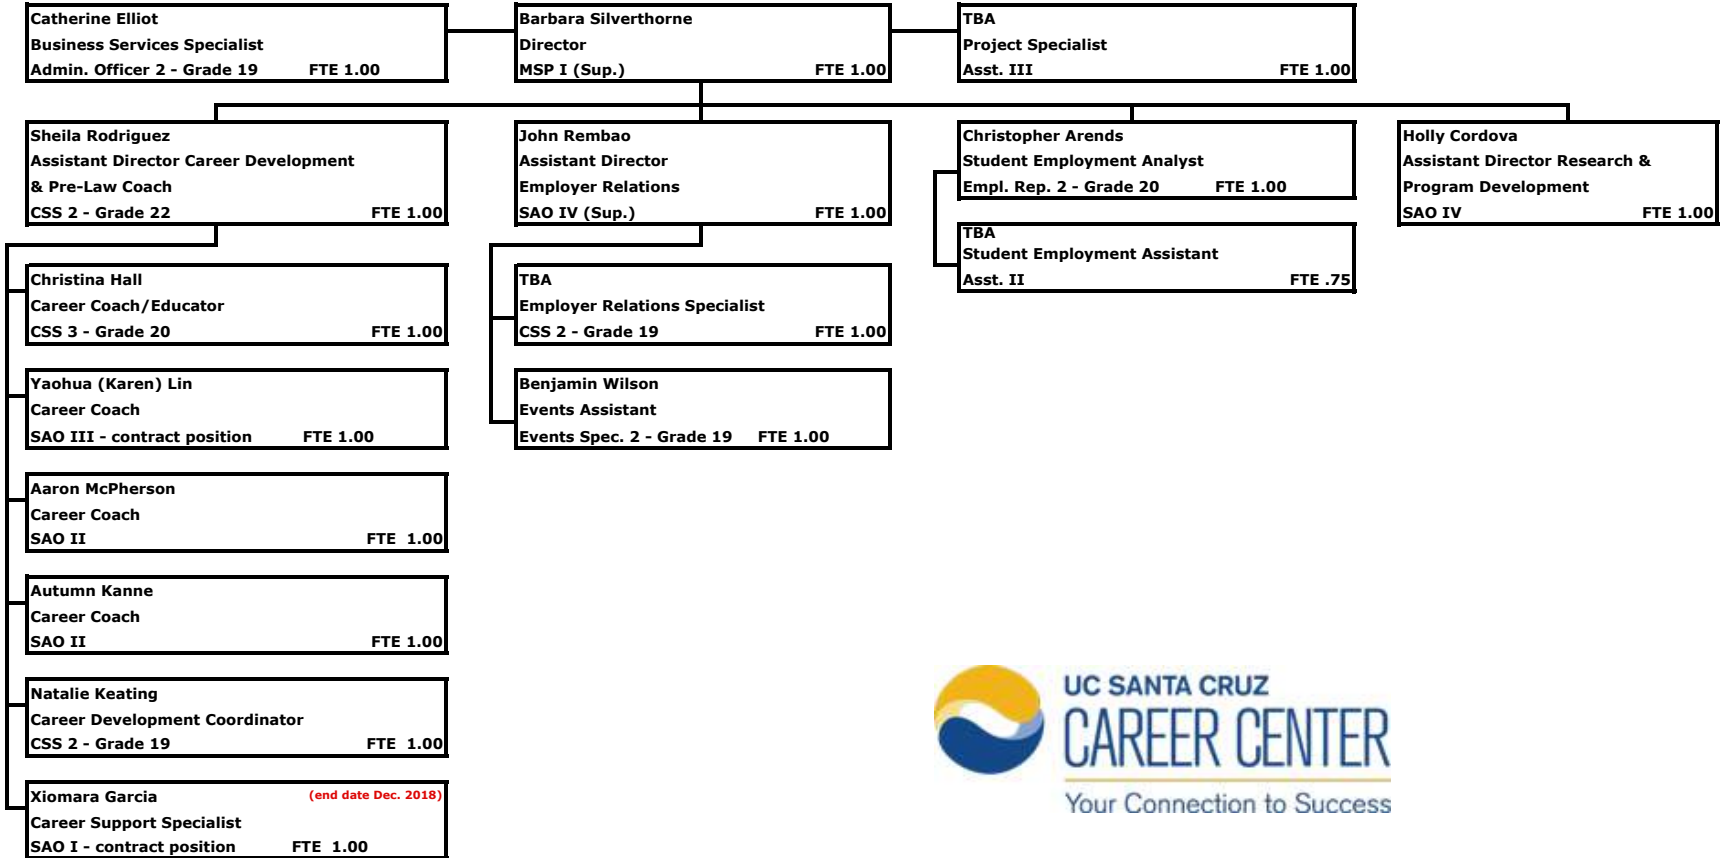 Catherine Elliot
Business Services Specialist
Admin. Officer 2 - Grade 19 FTE 1.00
Barbara Silverthorne
Director
MSP I (Sup.) FTE 1.00
TBA
Project Specialist
Asst. III FTE 1.00
Sheila Rodriguez
Assistant Director Career Development
& Pre-Law Coach
CSS 2 - Grade 22 FTE 1.00
John Rembao
Assistant Director
Employer Relations
SAO IV (Sup.) FTE 1.00
Christopher Arends
Student Employment Analyst
Empl. Rep. 2 - Grade 20 FTE 1.00
Holly Cordova
Assistant Director Research &
Program Development
SAO IV FTE 1.00
TBA
Student Employment Assistant
Asst. II FTE .75
Christina Hall
Career Coach/Educator
CSS 3 - Grade 20 FTE 1.00
TBA
Employer Relations Specialist
CSS 2 - Grade 19 FTE 1.00
Yaohua (Karen) Lin
Career Coach
SAO III - contract position FTE 1.00
Benjamin Wilson
Events Assistant
Events Spec. 2 - Grade 19 FTE 1.00
Aaron McPherson
Career Coach
SAO II FTE 1.00
Autumn Kanne
Career Coach
SAO II FTE 1.00
Natalie Keating
Career Development Coordinator
CSS 2 - Grade 19 FTE 1.00
Xiomara Garcia (end date Dec. 2018)
Career Support Specialist
SAO I - contract position FTE 1.00
UC SANTA CRUZ
CAREER CENTER
Your Connection to Success